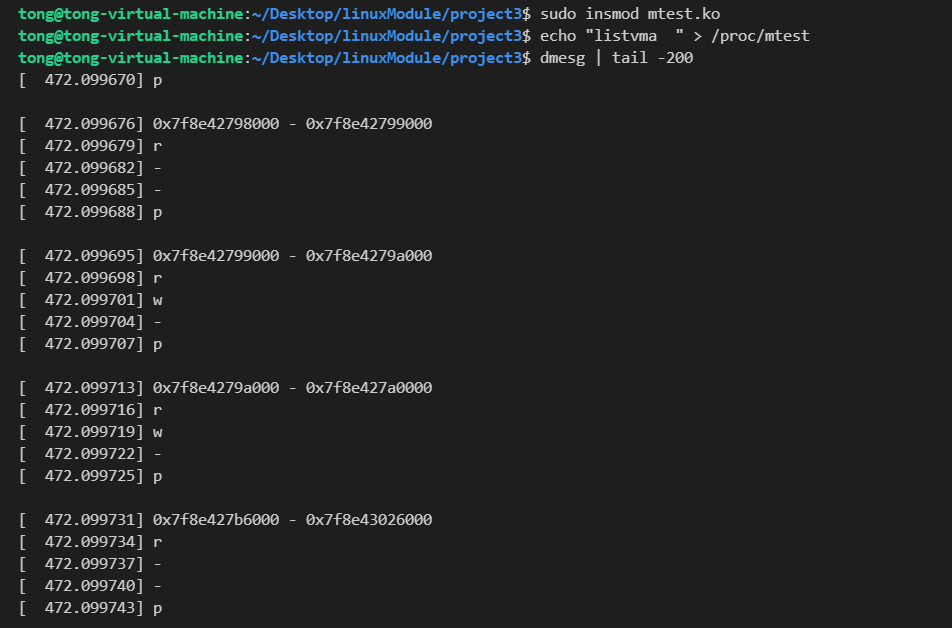 tong@tong-virtual-machine:~/Desktop/linuxModule/project3$ sudo insmod mtest.ko
tong@tong-virtual-machine:~/Desktop/linuxModule/project3$ echo "listvma  " > /proc/mtest
tong@tong-virtual-machine:~/Desktop/linuxModule/project3$ dmesg | tail -200
[  472.099670] p
[  472.099676] 0x7f8e42798000 - 0x7f8e42799000
[  472.099679] r
[  472.099682] -
[  472.099685] -
[  472.099688] p
[  472.099695] 0x7f8e42799000 - 0x7f8e4279a000
[  472.099698] r
[  472.099701] w
[  472.099704] -
[  472.099707] p
[  472.099713] 0x7f8e4279a000 - 0x7f8e427a0000
[  472.099716] r
[  472.099719] w
[  472.099722] -
[  472.099725] p
[  472.099731] 0x7f8e427b6000 - 0x7f8e43026000
[  472.099734] r
[  472.099737] -
[  472.099740] -
[  472.099743] p